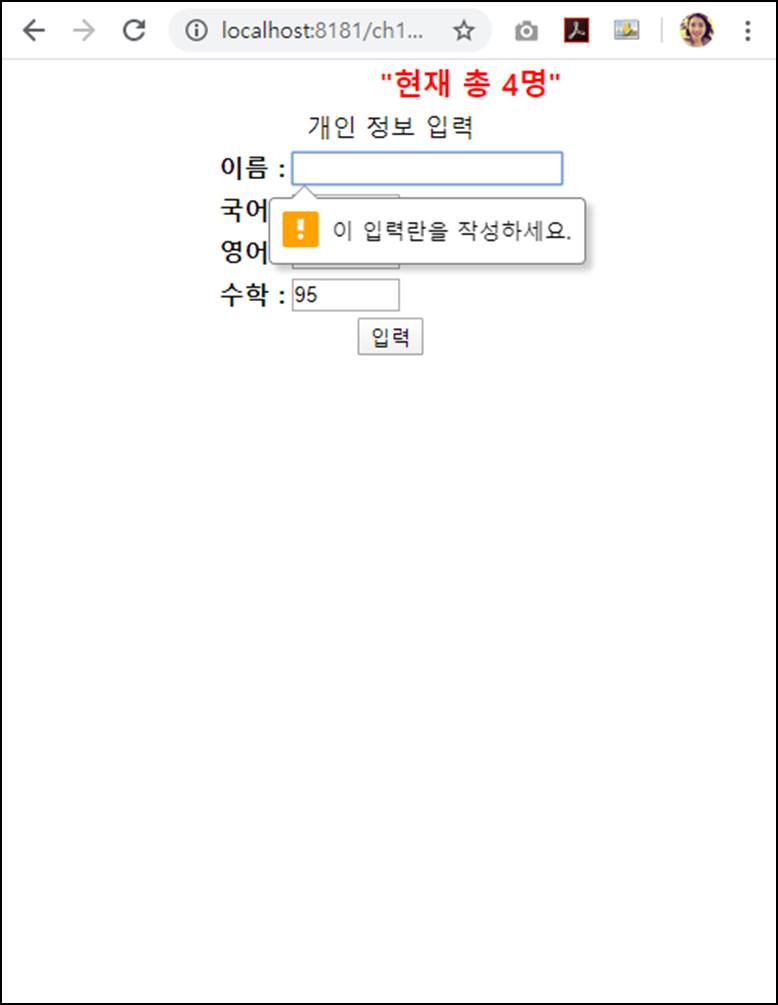 localhost:8181/ch1...
"현재 총 4명"
개인 정보 입력
이름 :
국어
이 입력란을 작성하세요.
영어
수학 : 95
입력